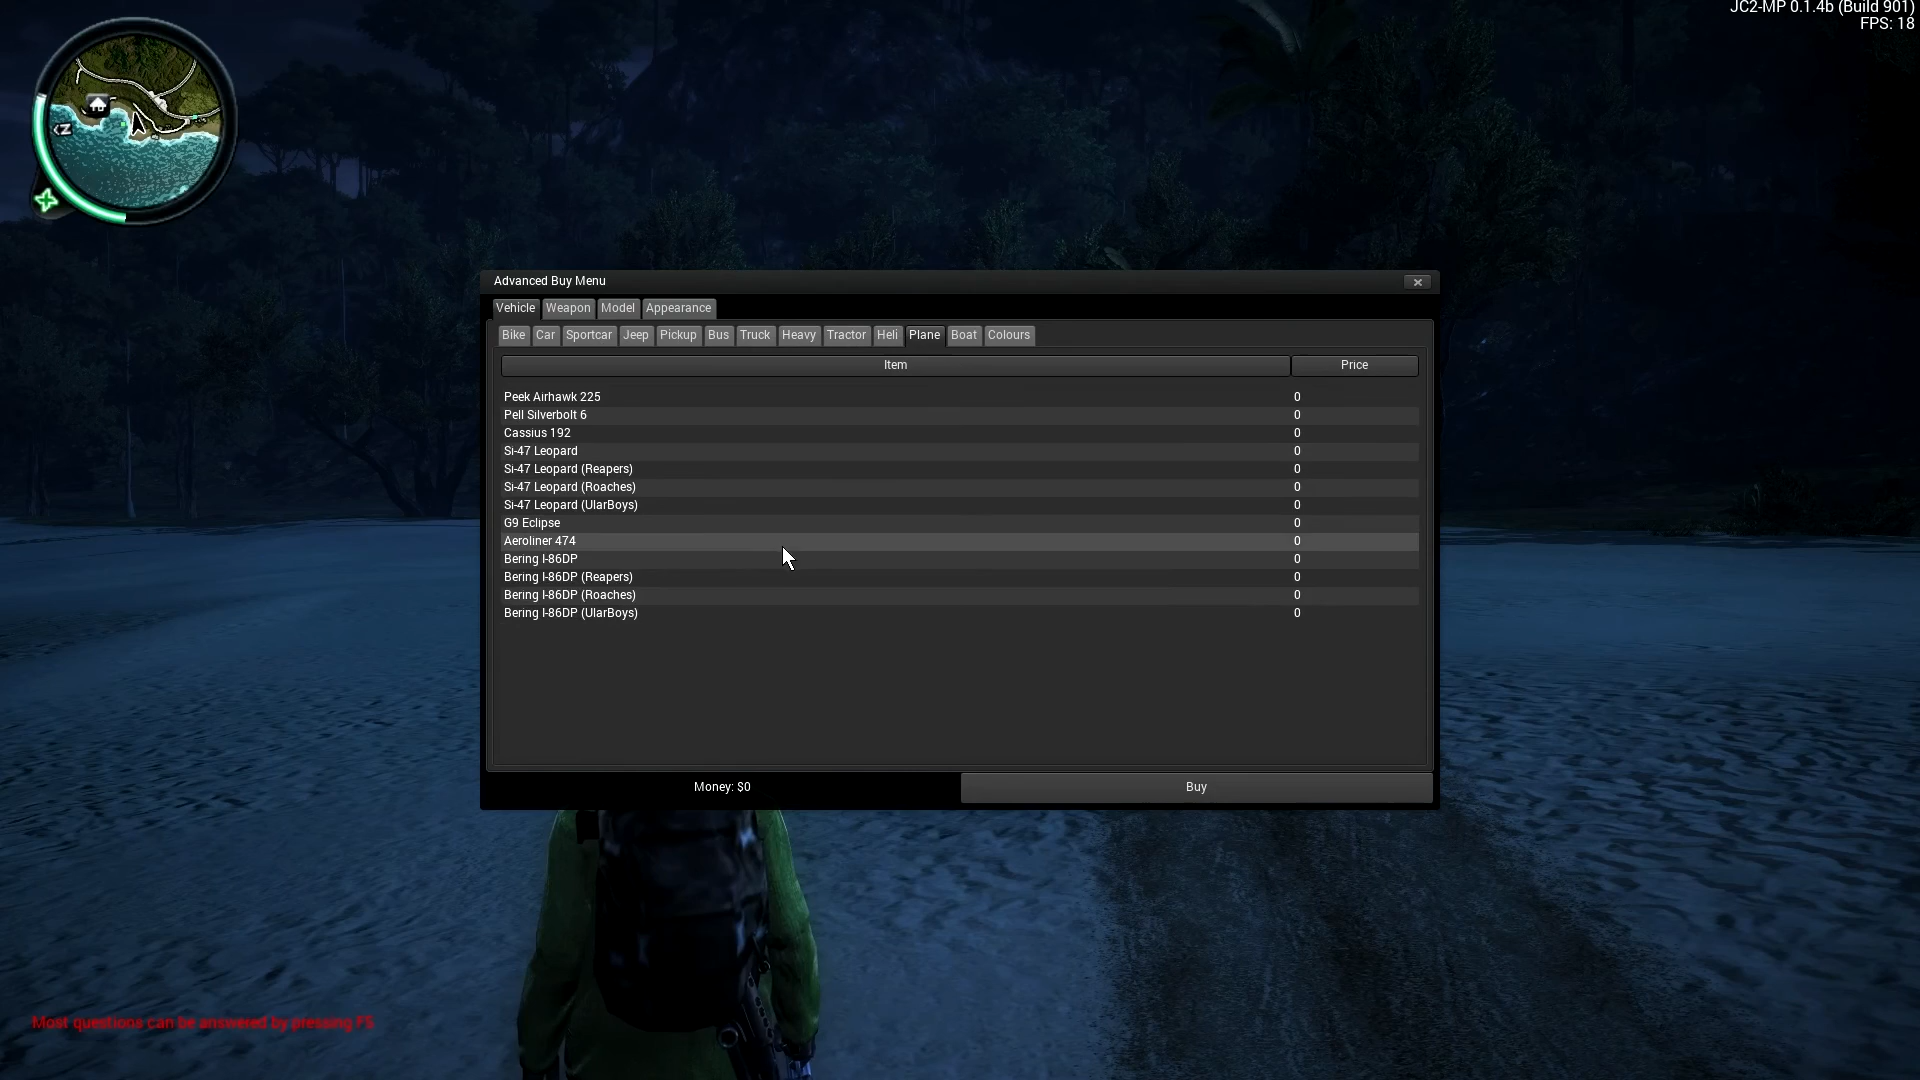 JC2-MP 0.1.4b (Build 901)
FPS: 18
Advanced Buy Menu
Vehicle Weapon Model Appearance
Bike Car Sportcar Jeep Pickup Bus Truck Heavy Tractor Heli Plane Boat Colours
Item Price
Peek Airhawk 225 0
Pell Silverbolt 6 0
Cassius 192 0
Si-47 Leopard 0
Si-47 Leopard (Reapers) 0
Si-47 Leopard (Roaches) 0
Si-47 Leopard (UlarBoys) 0
G9 Eclipse 0
Aeroliner 474 0
Bering I-86DP 0
Bering I-86DP (Reapers) 0
Bering I-86DP (Roaches) 0
Bering I-86DP (UlarBoys) 0
Money: $0 Buy
Most questions can be answered by pressing F5